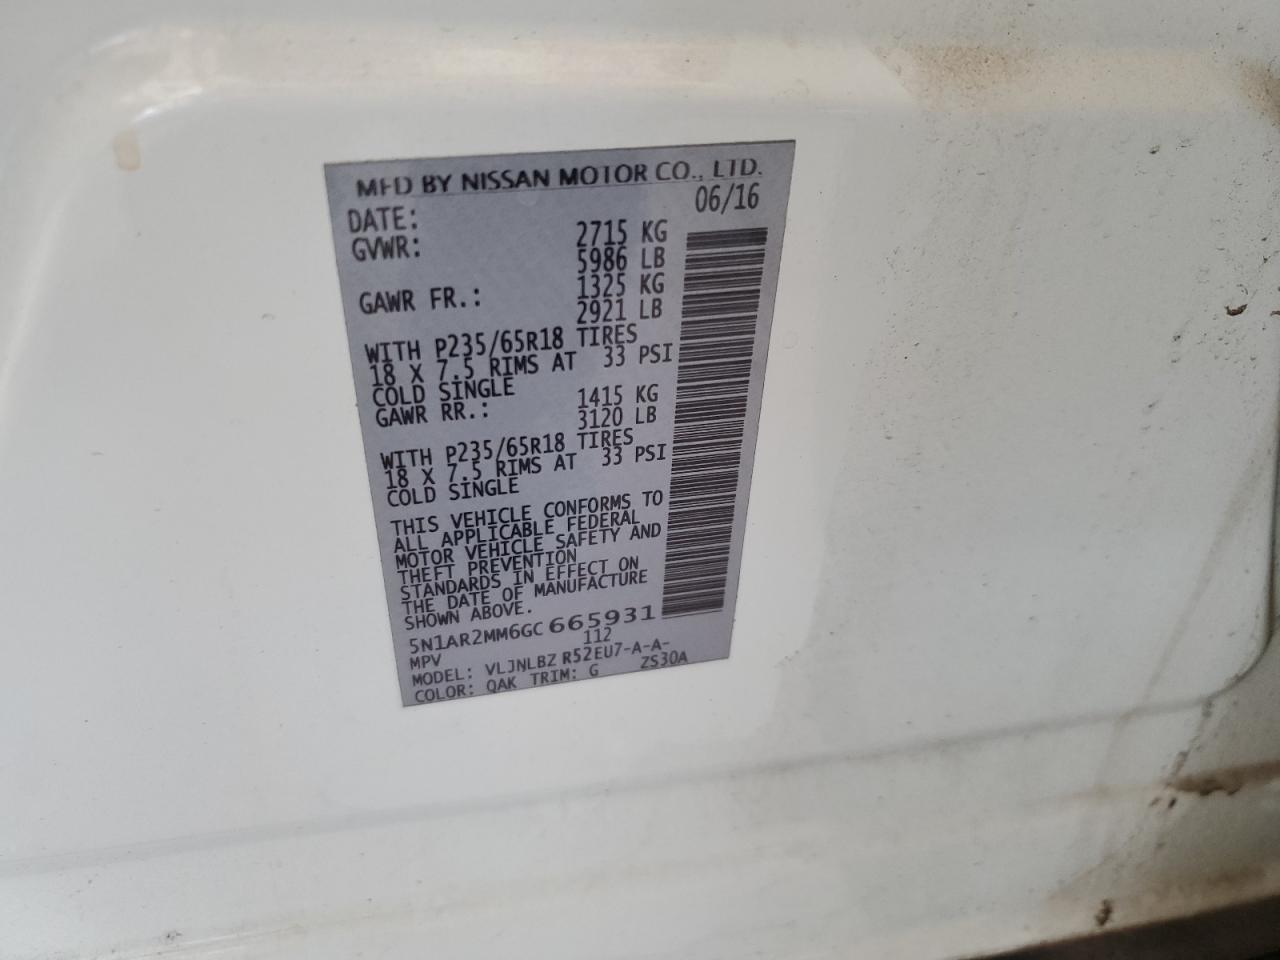 MFD BY NISSAN MOTOR CO., LTD.
DATE: 06/16
GVWR: 2715 KG
5986 LB
GAWR FR.: 1325 KG
2921 LB
WITH P235/65R18 TIRES
18 X 7.5 RIMS AT 33 PSI
COLD SINGLE
GAWR RR.: 1415 KG
3120 LB
WITH P235/65R18 TIRES
18 X 7.5 RIMS AT 33 PSI
COLD SINGLE
THIS VEHICLE CONFORMS TO
ALL APPLICABLE FEDERAL
MOTOR VEHICLE SAFETY AND
THEFT PREVENTION
STANDARDS IN EFFECT ON
THE DATE OF MANUFACTURE
SHOWN ABOVE.
5N1AR2MM6GC 665931
MPV 112
MODEL: VLJNLBZ R52EU7-A-A-
COLOR: QAK TRIM: G ZS30A